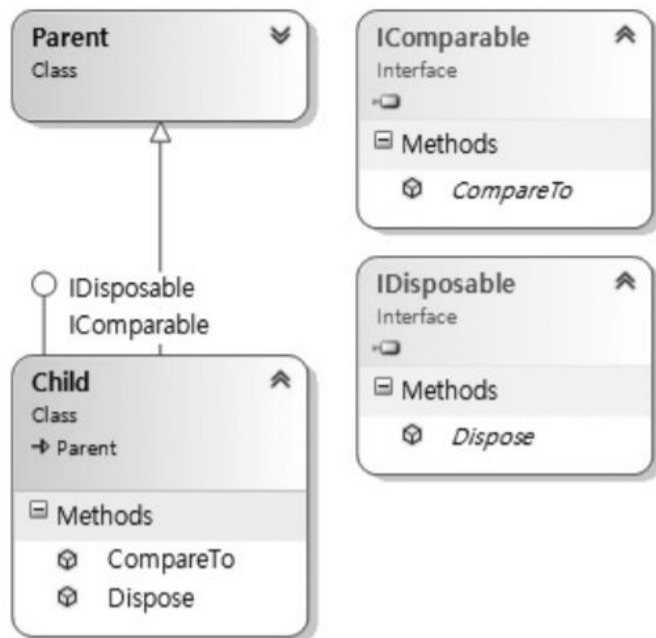 Parent
Class
IDisposable
IComparable
Child
Class
Parent
Methods
CompareTo
Dispose
IComparable
Interface
Methods
CompareTo
IDisposable
Interface
Methods
Dispose